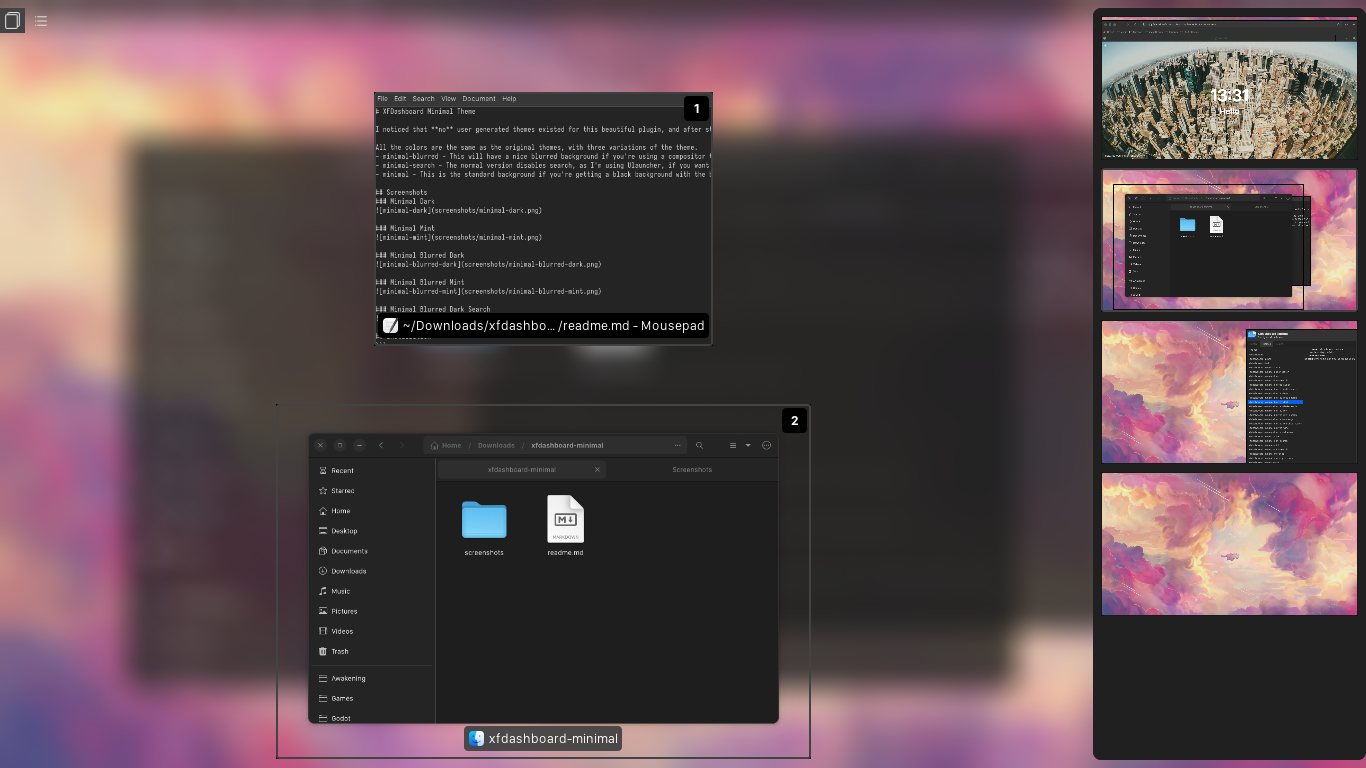 File Edit Search View Document Help
1
# XFDashboard Minimal Theme
I noticed that **no** user generated themes existed for this beautiful plugin, and after
All the colors are the same as the original themes, with three variations of the theme.
- minimal-blurred - This will have a nice blurred background if you're using a compositor
- minimal-search - The normal version disables search, as I'm using Ulauncher, if you want
- minimal - This is the standard background if you're getting a black background with the
## Screenshots
### Minimal Dark
![minimal-dark](screenshots/minimal-dark.png)
### Minimal Mint
![minimal-mint](screenshots/minimal-mint.png)
### Minimal Blurred Dark
![minimal-blurred-dark](screenshots/minimal-blurred-dark.png)
### Minimal Blurred Mint
![minimal-blurred-mint](screenshots/minimal-blurred-mint.png)
### Minimal Blurred Dark Search
~/Downloads/xfdashbo… /readme.md - Mousepad
2
Home / Downloads / xfdashboard-minimal
xfdashboard-minimal
Screenshots
Recent
Starred
Home
Desktop
Documents
Downloads
Music
Pictures
Videos
Trash
Awakening
Games
Godot
screenshots
M
MARKDOWN
readme.md
xfdashboard-minimal
13:31
Hello